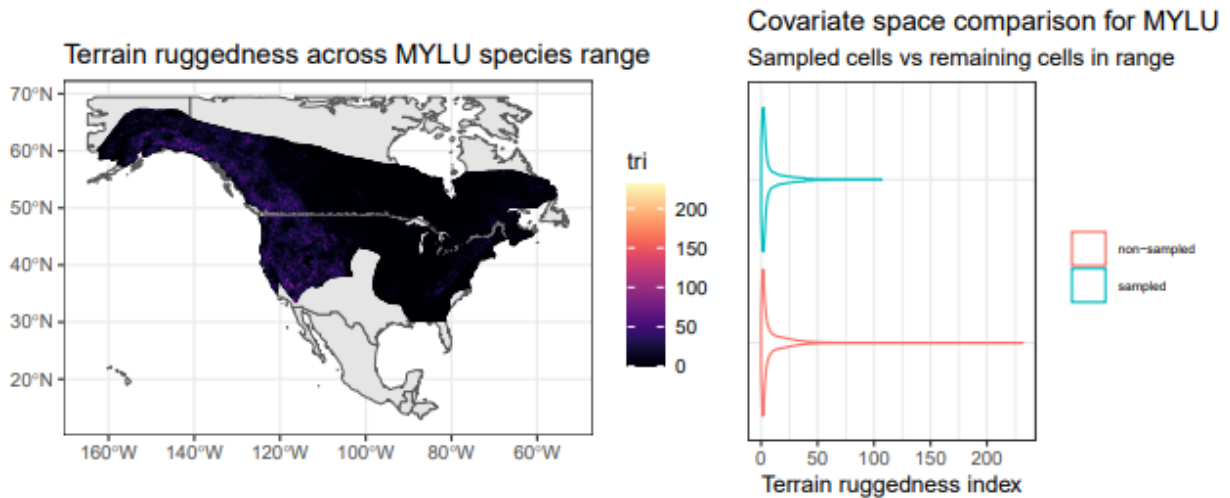 Terrain ruggedness across MYLU species range
70°N
60°N
50°N
40°N
30°N
20°N
160°W 140°W 120°W 100°W 80°W 60°W
tri
200
150
100
50
0
Covariate space comparison for MYLU
Sampled cells vs remaining cells in range
0 50 100 150 200
Terrain ruggedness index
non-sampled
sampled